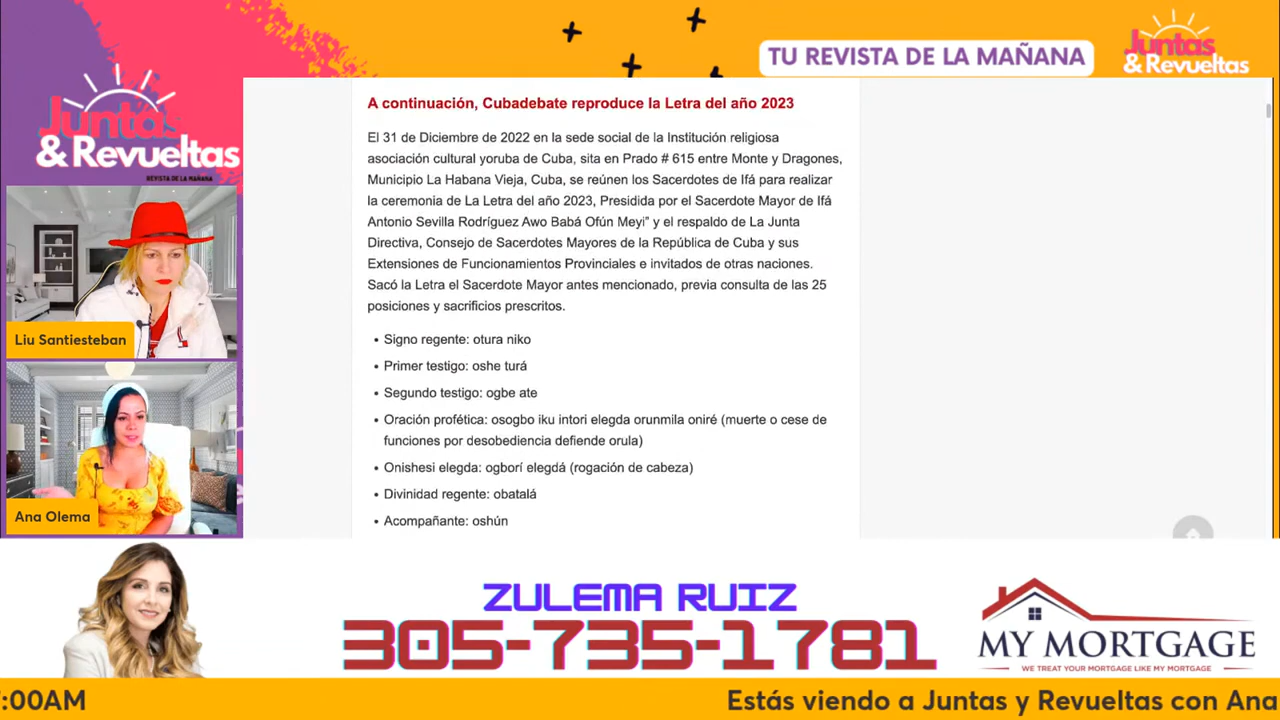 TU REVISTA DE LA MAÑANA
Juntas
& Revueltas
Juntas
& Revueltas
REVISTA DE LA MAÑANA
Liu Santiesteban
Ana Olema
A continuación, Cubadebate reproduce la Letra del año 2023
El 31 de Diciembre de 2022 en la sede social de la Institución religiosa
asociación cultural yoruba de Cuba, sita en Prado # 615 entre Monte y Dragones,
Municipio La Habana Vieja, Cuba, se reúnen los Sacerdotes de Ifá para realizar
la ceremonia de La Letra del año 2023, Presidida por el Sacerdote Mayor de Ifá
Antonio Sevilla Rodríguez Awo Babá Ofún Meyi" y el respaldo de La Junta
Directiva, Consejo de Sacerdotes Mayores de la República de Cuba y sus
Extensiones de Funcionamientos Provinciales e invitados de otras naciones.
Sacó la Letra el Sacerdote Mayor antes mencionado, previa consulta de las 25
posiciones y sacrificios prescritos.
• Signo regente: otura niko
• Primer testigo: oshe turá
• Segundo testigo: ogbe ate
• Oración profética: osogbo iku intori elegda orunmila oniré (muerte o cese de
funciones por desobediencia defiende orula)
• Onishesi elegda: ogborí elegdá (rogación de cabeza)
• Divinidad regente: obatalá
• Acompañante: oshún
ZULEMA RUIZ
305-735-1781
MY MORTGAGE
WE TREAT YOUR MORTGAGE LIKE MY MORTGAGE
:00AM
Estás viendo a Juntas y Revueltas con Ana